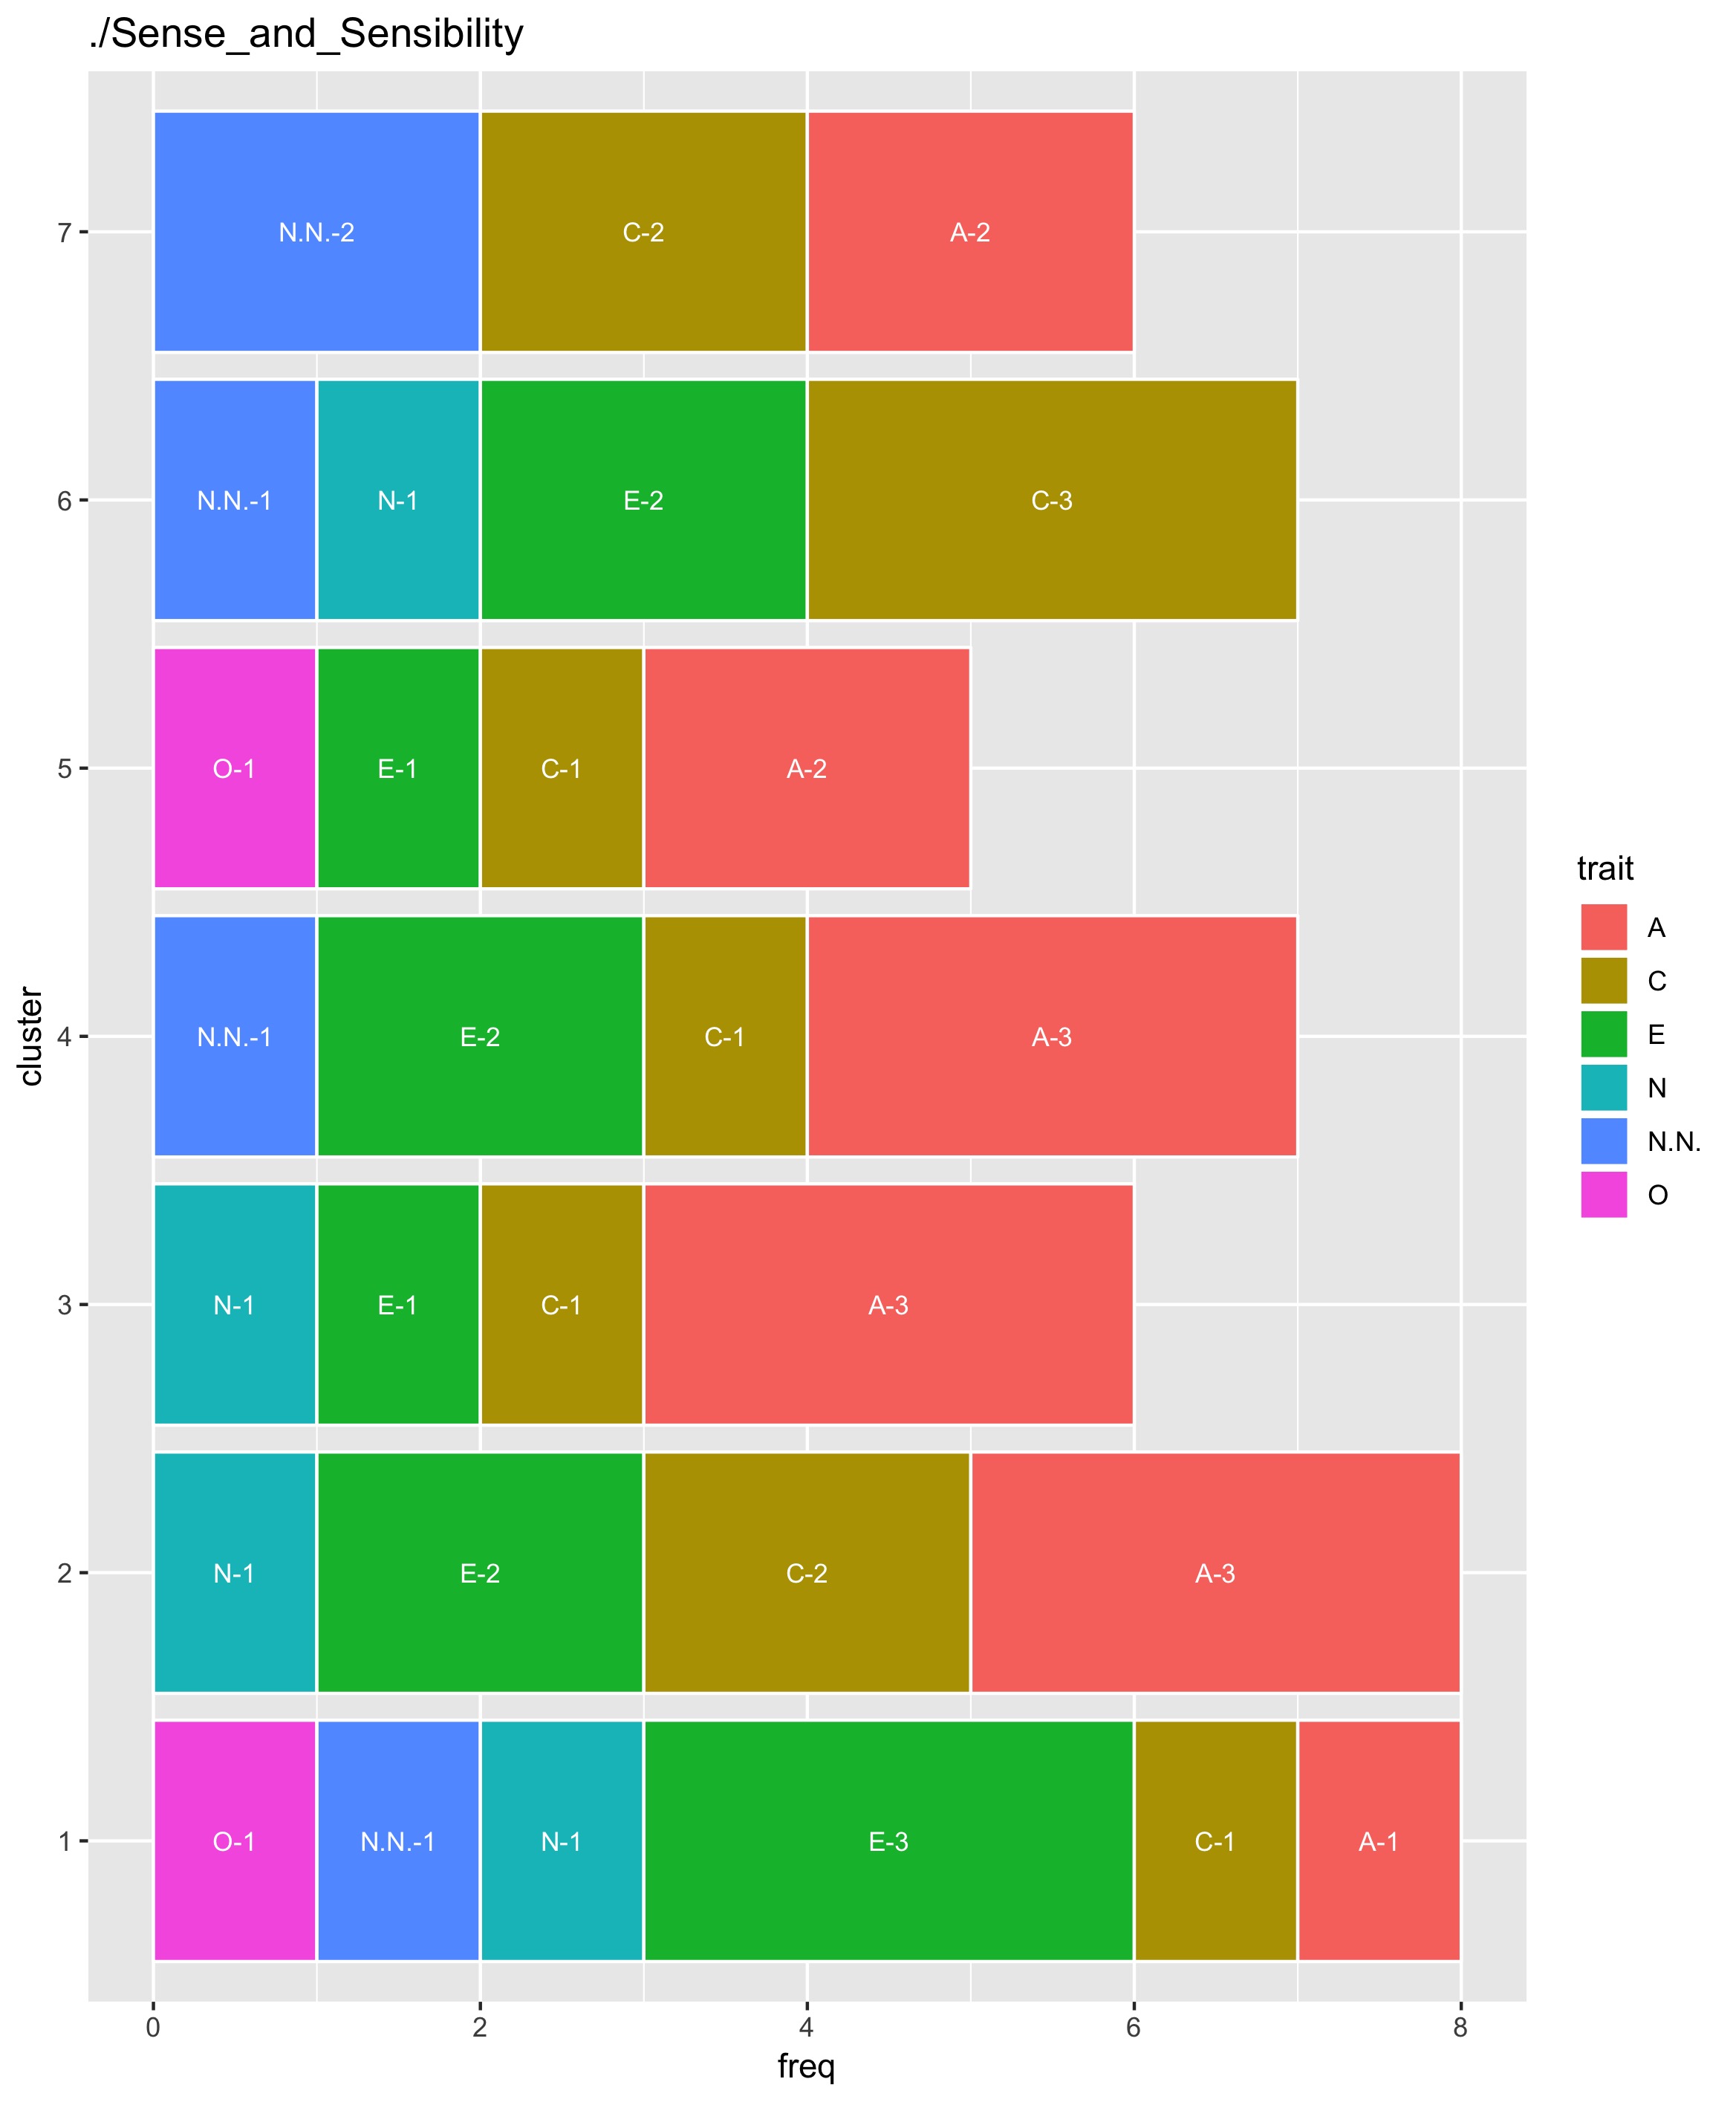 ./Sense_and_Sensibility
7
N.N.-2 C-2 A-2
6
N.N.-1 N-1 E-2 C-3
5
O-1 E-1 C-1 A-2
4
N.N.-1 E-2 C-1 A-3
3
N-1 E-1 C-1 A-3
2
N-1 E-2 C-2 A-3
1
O-1 N.N.-1 N-1 E-3 C-1 A-1
cluster
0 2 4 6 8
freq
trait
A
C
E
N
N.N.
O